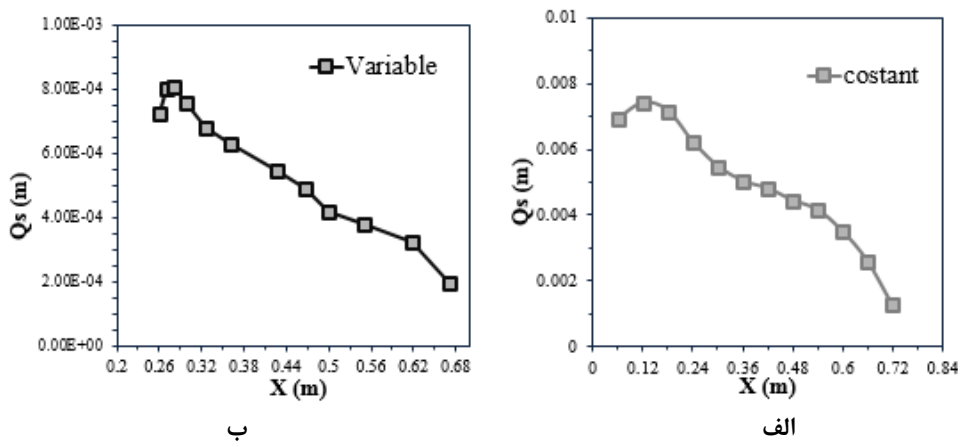 1.00E-03
8.00E-04
6.00E-04
4.00E-04
2.00E-04
0.00E+00
Qs (m)
Variable
0.2 0.26 0.32 0.38 0.44 0.5 0.56 0.62 0.68
X (m)
ب
0.01
0.008
0.006
0.004
0.002
0
Qs (m)
costant
0 0.12 0.24 0.36 0.48 0.6 0.72 0.84
X (m)
الف